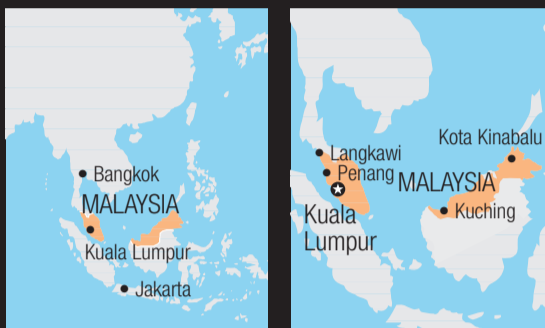 Bangkok
MALAYSIA
Kuala Lumpur
Jakarta
Kota Kinabalu
Langkawi
Penang
MALAYSIA
Kuala
Lumpur
Kuching